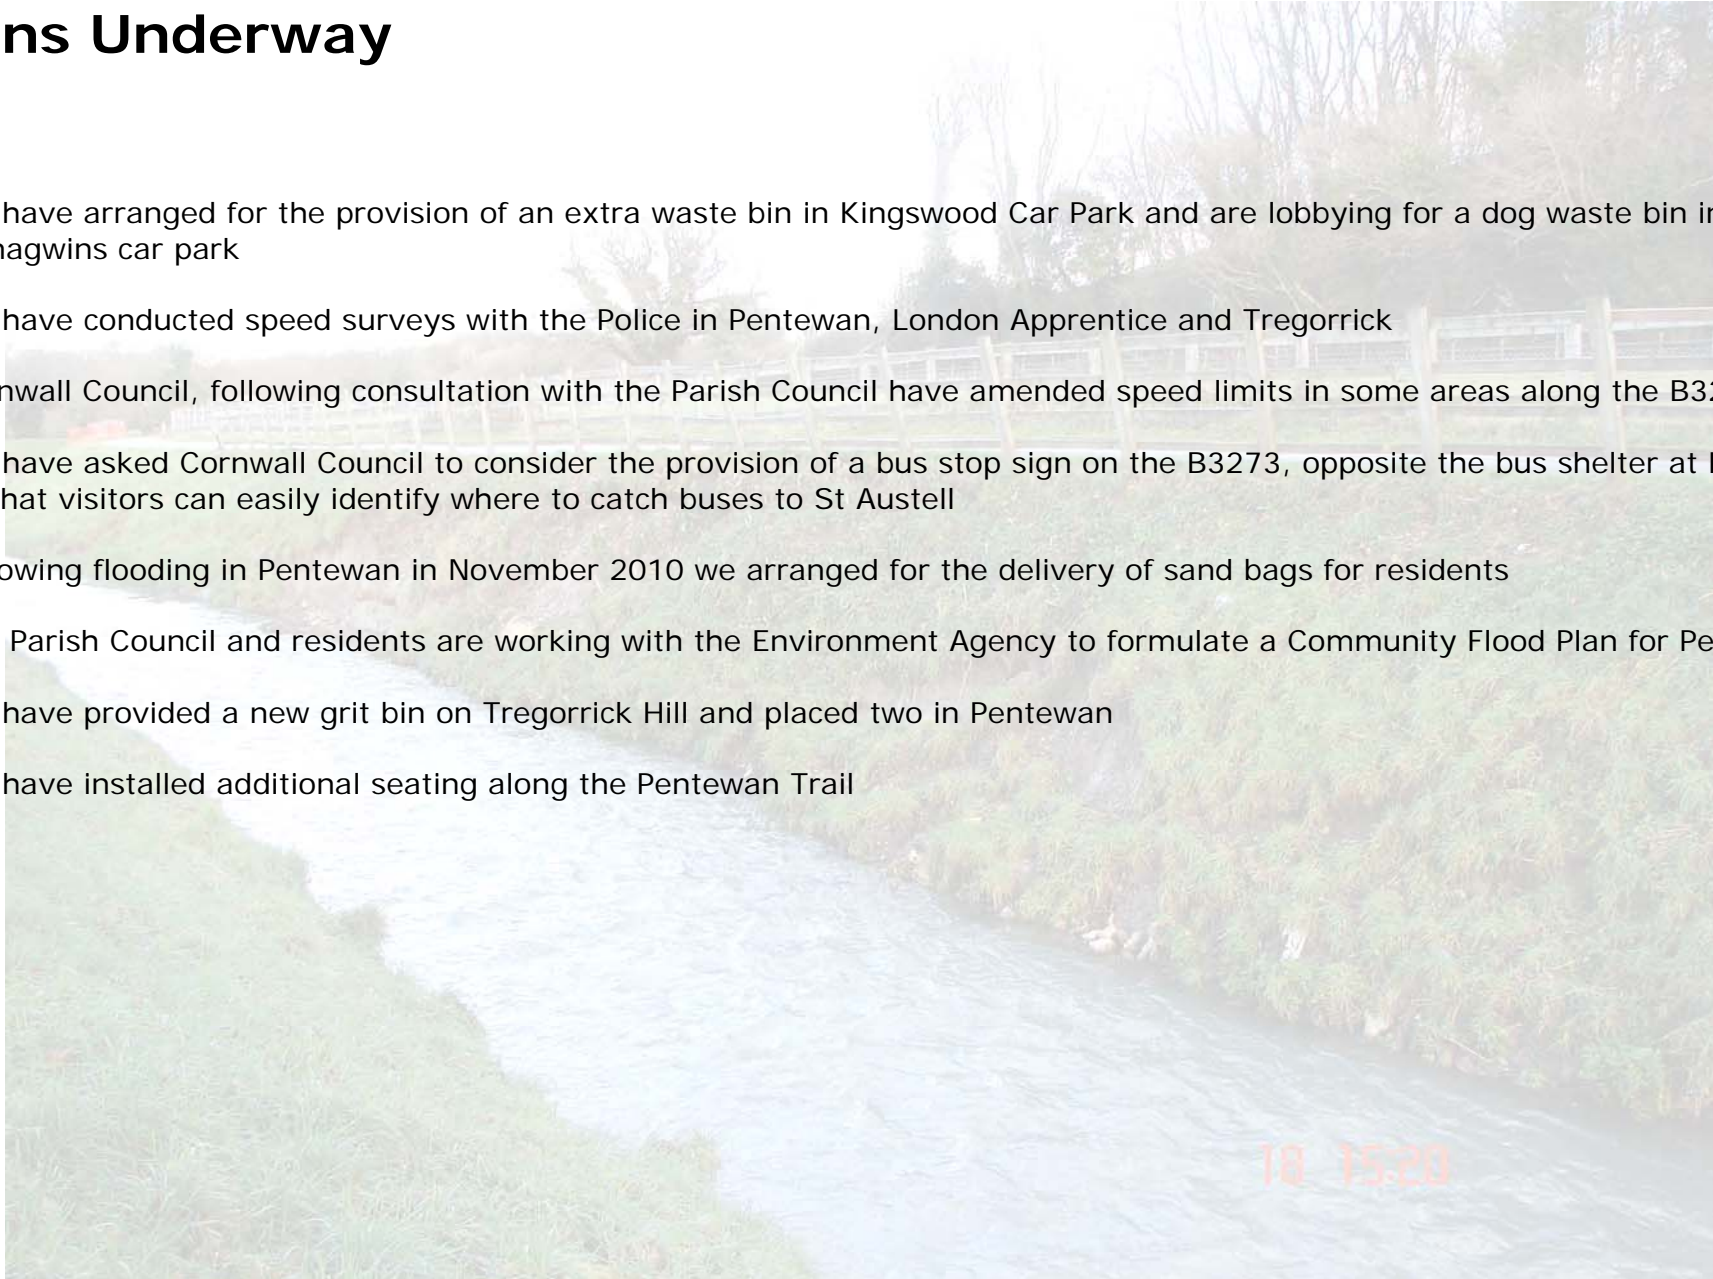 ns Underway
have arranged for the provision of an extra waste bin in Kingswood Car Park and are lobbying for a dog waste bin in
nagwins car park
have conducted speed surveys with the Police in Pentewan, London Apprentice and Tregorrick
nwall Council, following consultation with the Parish Council have amended speed limits in some areas along the B32
have asked Cornwall Council to consider the provision of a bus stop sign on the B3273, opposite the bus shelter at
hat visitors can easily identify where to catch buses to St Austell
owing flooding in Pentewan in November 2010 we arranged for the delivery of sand bags for residents
Parish Council and residents are working with the Environment Agency to formulate a Community Flood Plan for Pe
have provided a new grit bin on Tregorrick Hill and placed two in Pentewan
have installed additional seating along the Pentewan Trail
18 15:20